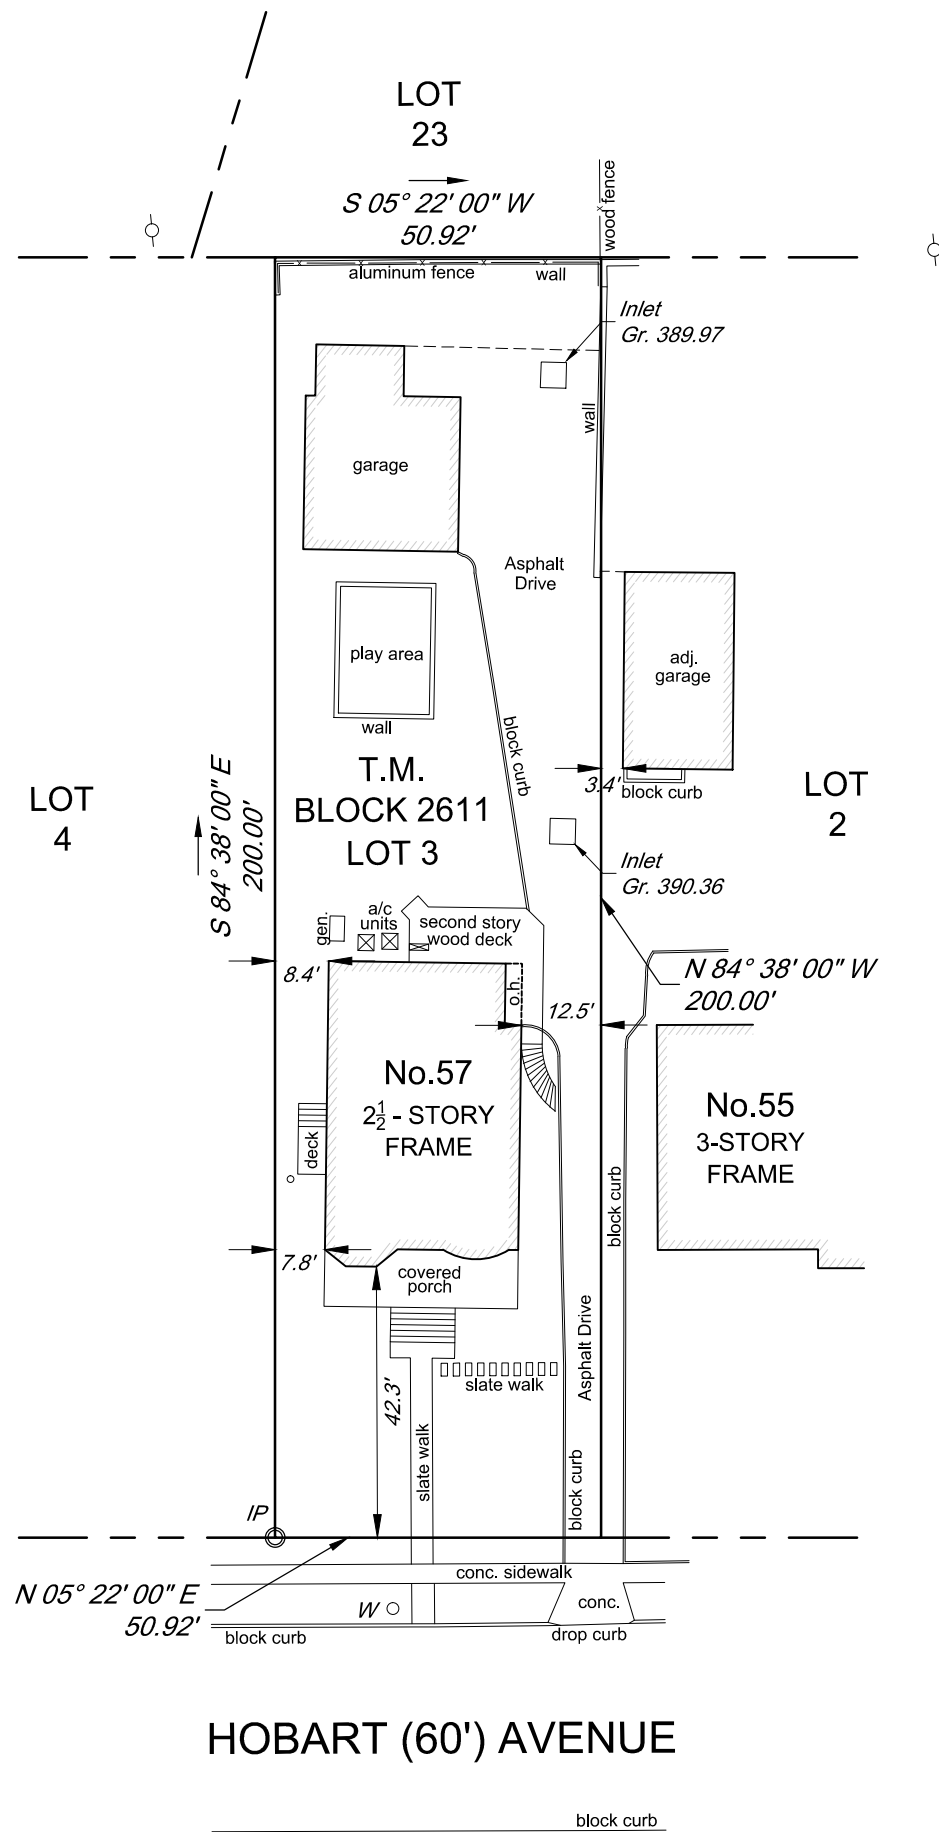 LOT
23
S 05° 22' 00" W
50.92'
wood fence
x
aluminum fence
wall
Inlet
Gr. 389.97
wall
garage
Asphalt
Drive
play area
wall
adj.
garage
block curb
T.M.
BLOCK 2611
LOT 3
LOT
4
S 84° 38' 00" E
200.00'
3.4'
block curb
LOT
2
Inlet
Gr. 390.36
gen.
a/c
units
second story
wood deck
8.4'
o.h.
12.5'
N 84° 38' 00" W
200.00'
No.57
2½ - STORY
FRAME
No.55
3-STORY
FRAME
deck
block curb
7.8'
covered
porch
42.3'
Asphalt Drive
slate walk
slate walk
block curb
IP
conc. sidewalk
N 05° 22' 00" E
50.92'
W
conc.
block curb
drop curb
HOBART (60') AVENUE
block curb